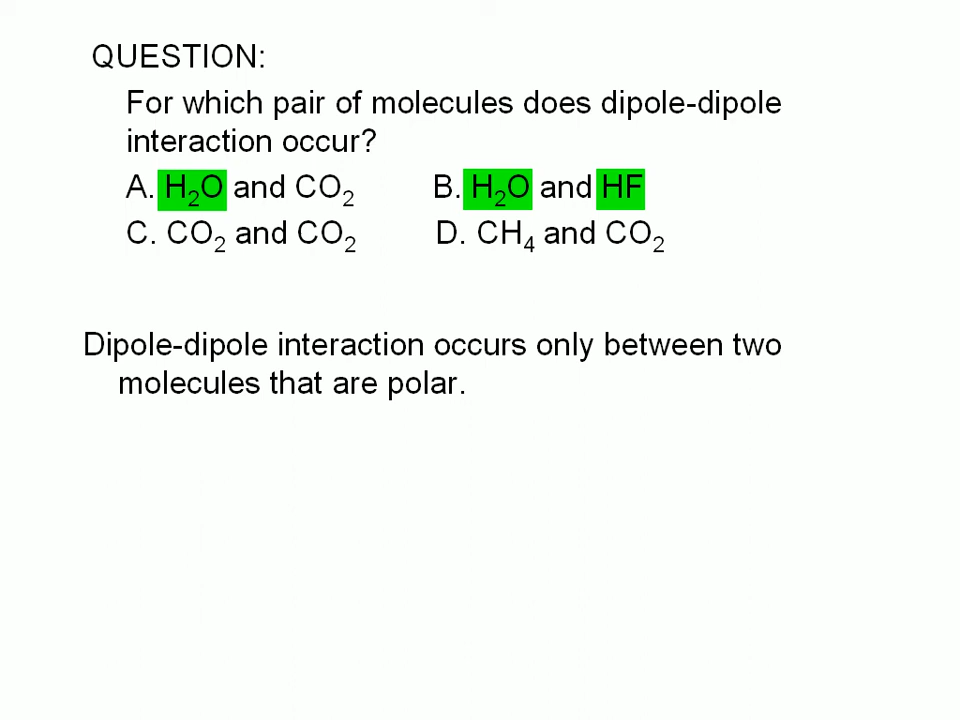 QUESTION:
For which pair of molecules does dipole-dipole
interaction occur?
A. H₂O and CO₂ B. H₂O and HF
C. CO₂ and CO₂ D. CH₄ and CO₂
Dipole-dipole interaction occurs only between two
molecules that are polar.